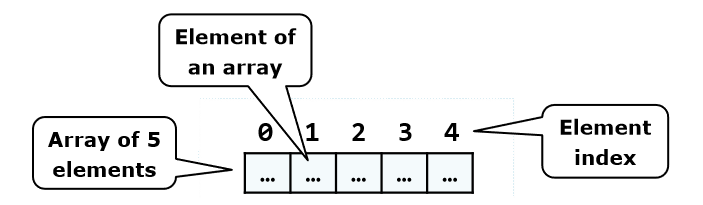 Element of
an array
Array of 5
elements
0 1 2 3 4
... ... ... ... ...
Element
index